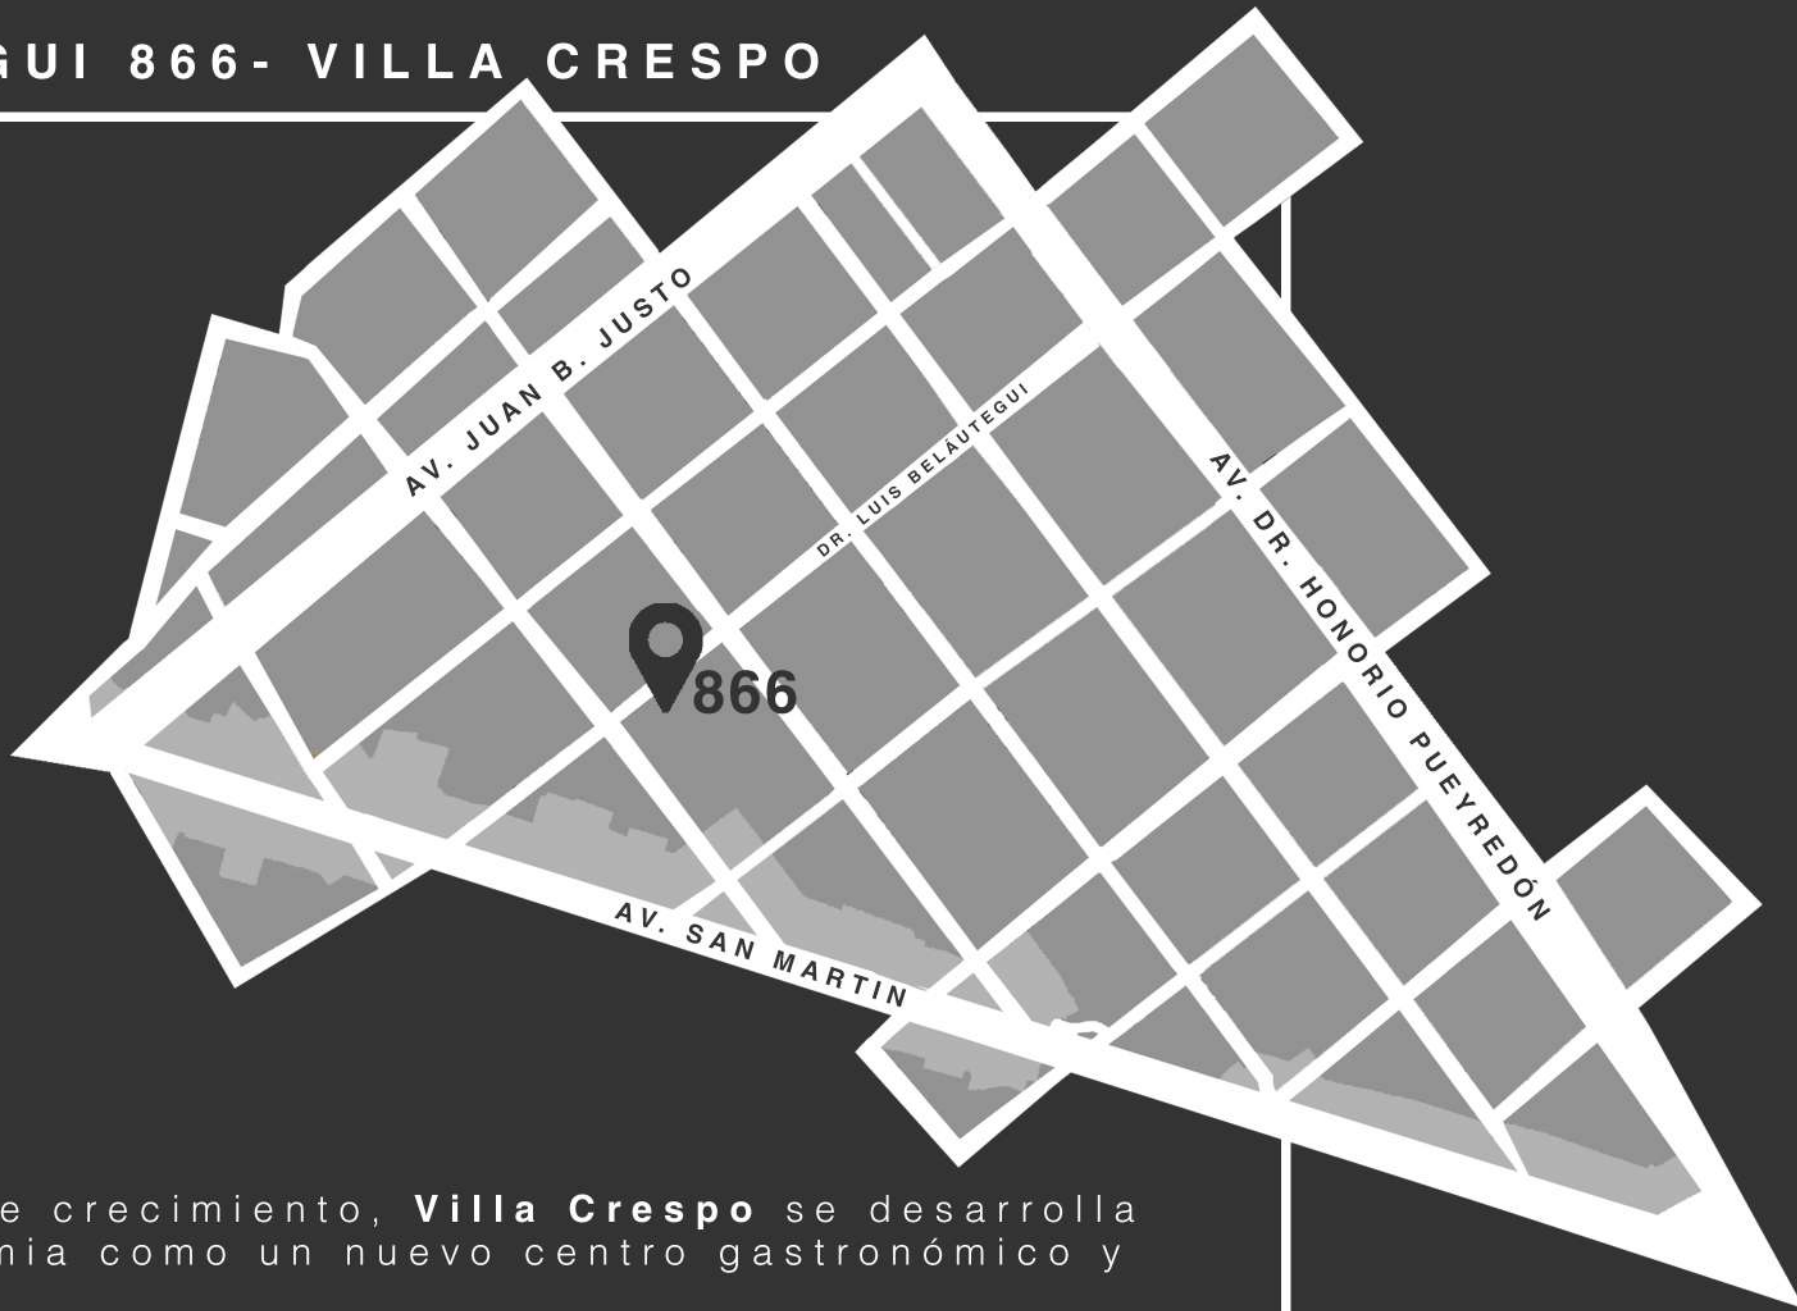 GUI 866- VILLA CRESPO
AV. JUAN B. JUSTO
DR. LUIS BELÁUTEGUI
AV. DR. HONORIO PUEYREDÓN
866
AV. SAN MARTIN
e crecimiento, Villa Crespo se desarrolla
mia como un nuevo centro gastronómico y